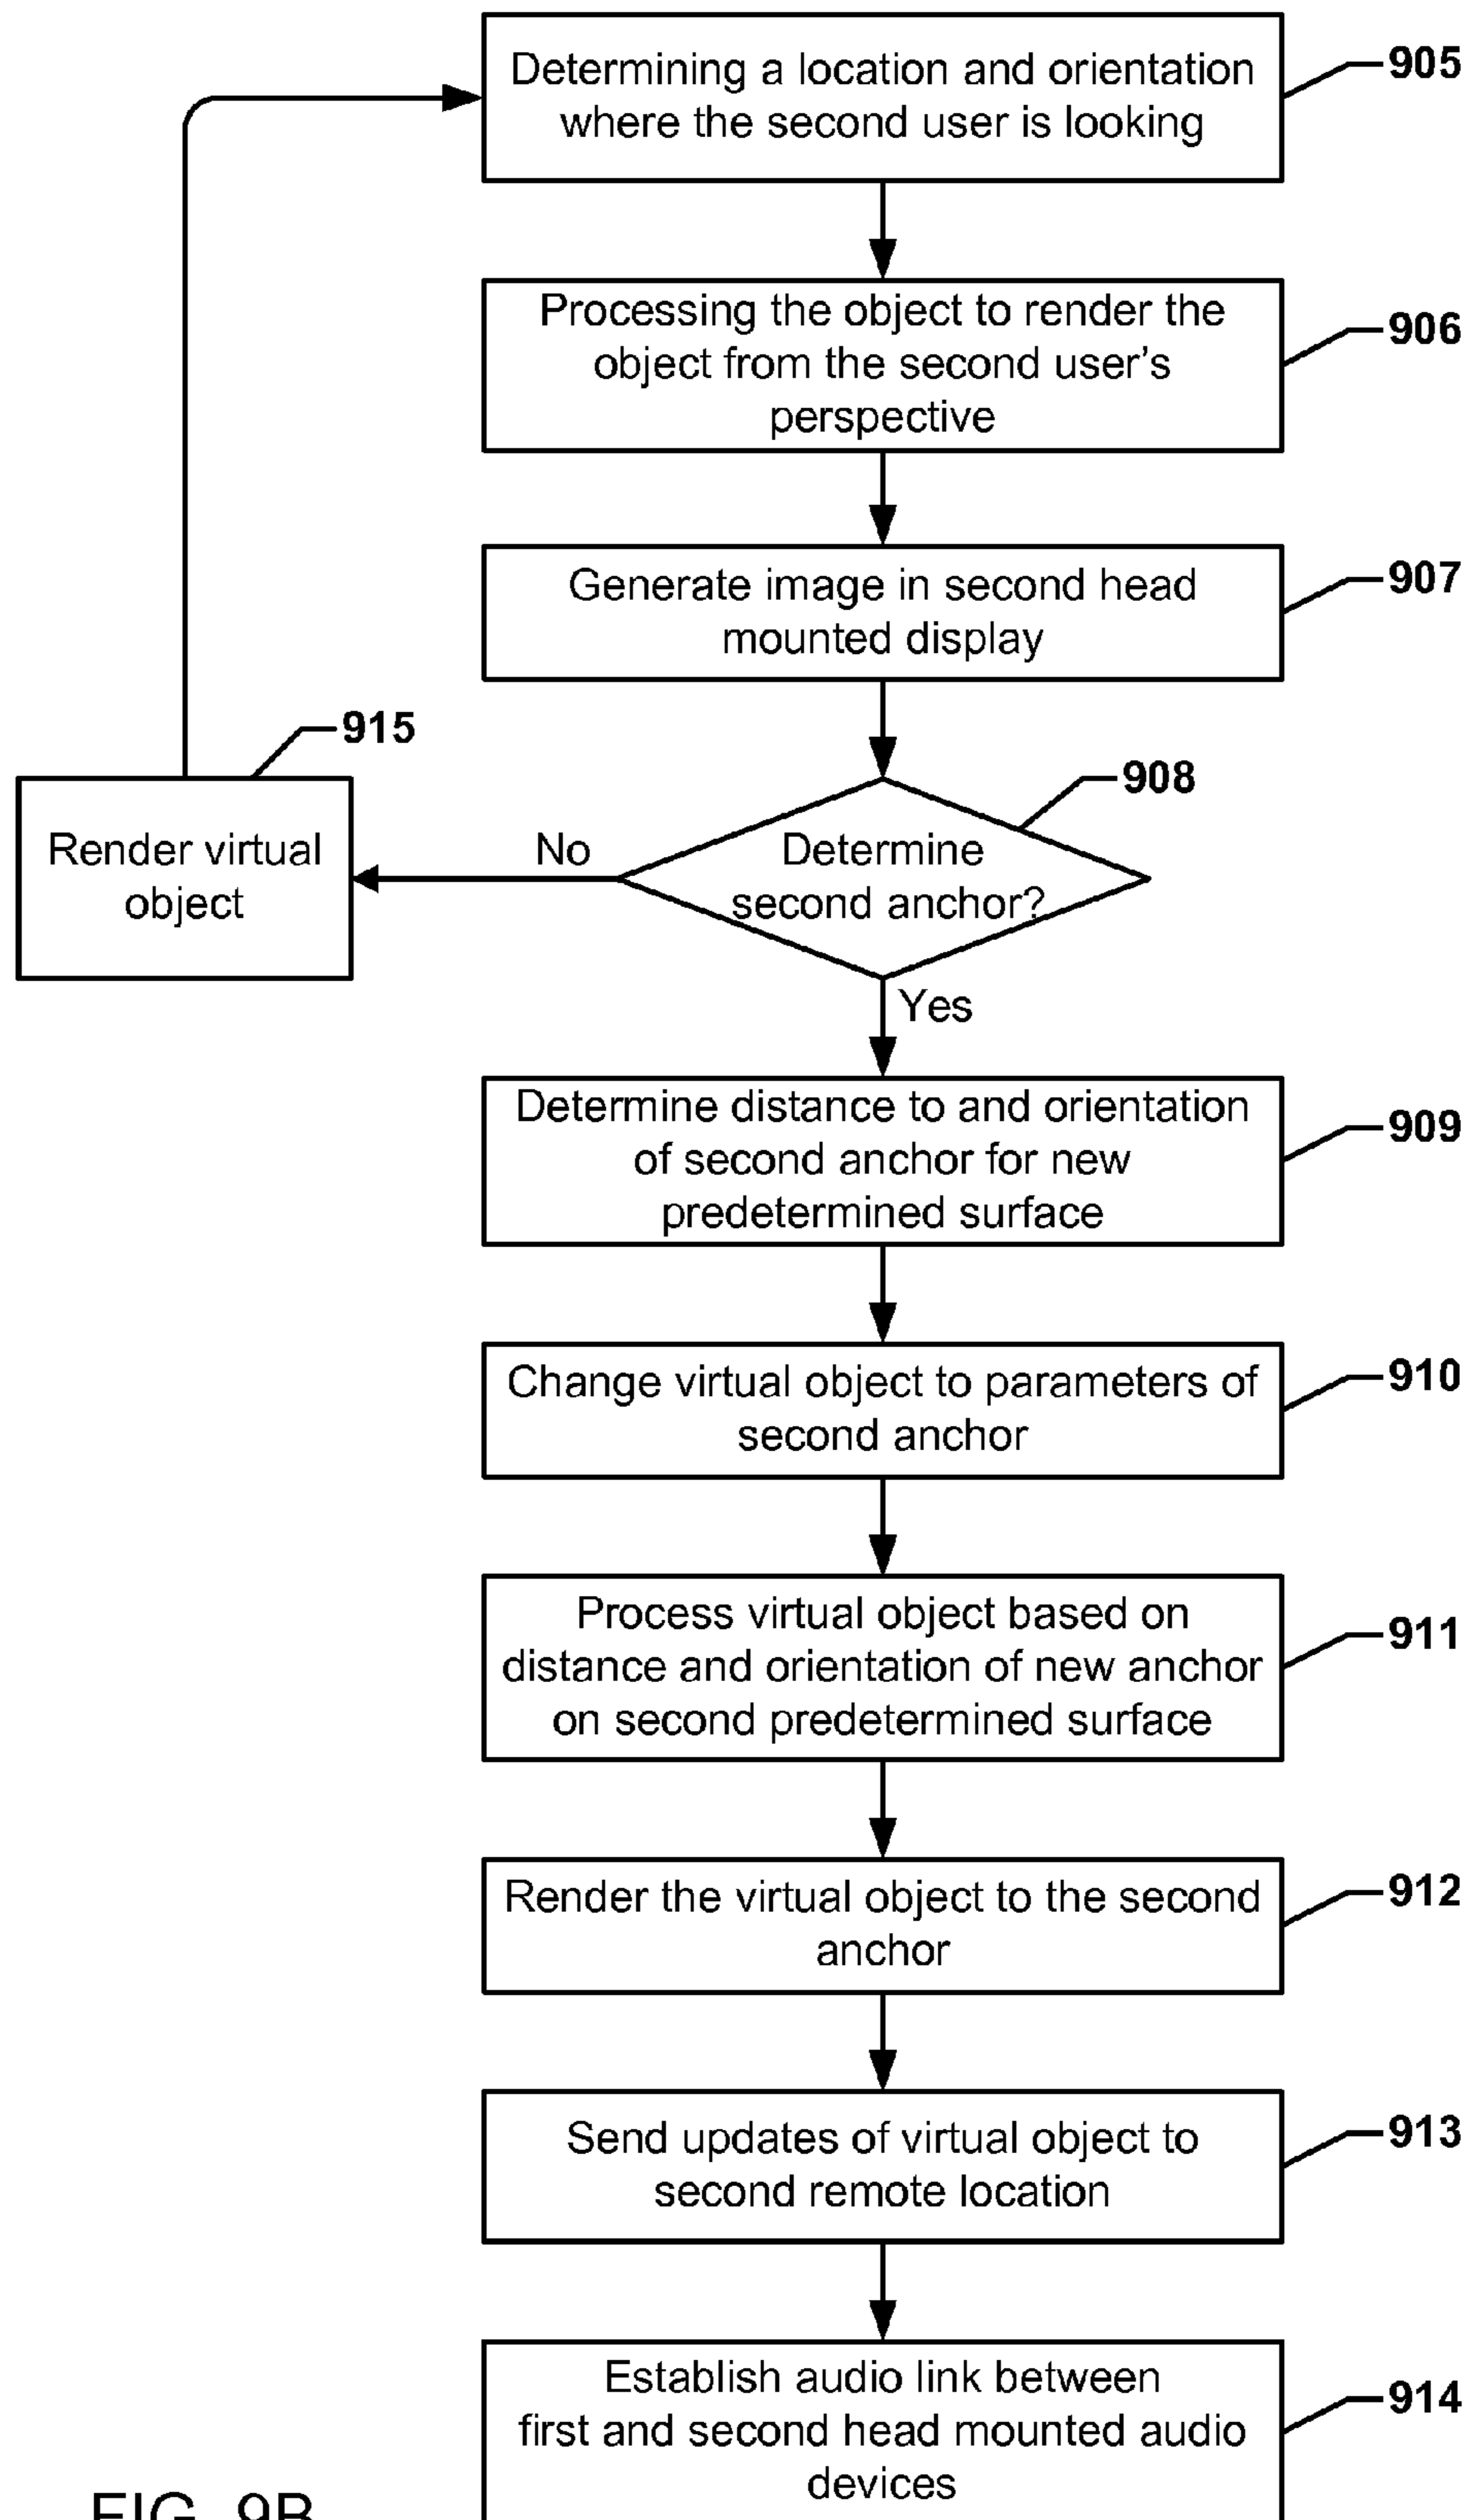 Determining a location and orientation
where the second user is looking
905
Processing the object to render the
object from the second user's
perspective
906
Generate image in second head
mounted display
907
915
908
Render virtual
object
No
Determine
second anchor?
Yes
Determine distance to and orientation
of second anchor for new
predetermined surface
909
Change virtual object to parameters of
second anchor
910
Process virtual object based on
distance and orientation of new anchor
on second predetermined surface
911
Render the virtual object to the second
anchor
912
Send updates of virtual object to
second remote location
913
Establish audio link between
first and second head mounted audio
devices
914
FIG. 9B